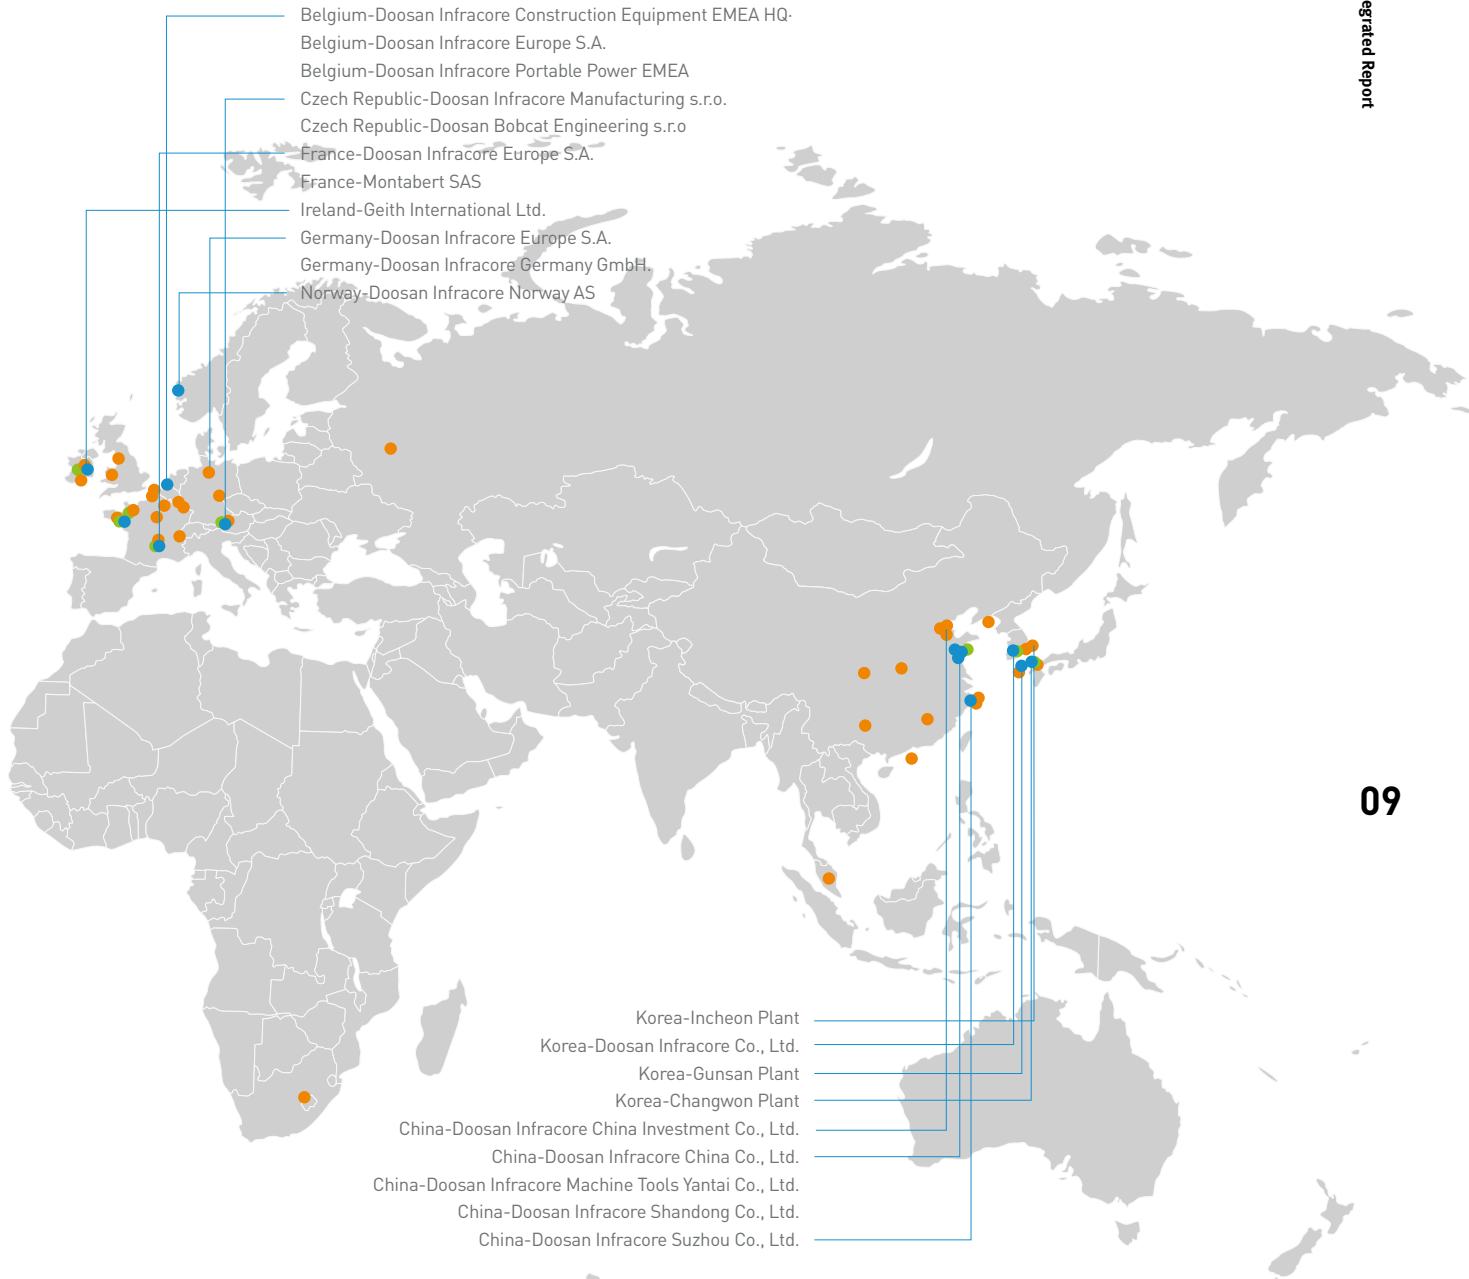 Belgium-Doosan Infracore Construction Equipment EMEA HQ·
Belgium-Doosan Infracore Europe S.A.
Belgium-Doosan Infracore Portable Power EMEA
Czech Republic-Doosan Infracore Manufacturing s.r.o.
Czech Republic-Doosan Bobcat Engineering s.r.o
France-Doosan Infracore Europe S.A.
France-Montabert SAS
Ireland-Geith International Ltd.
Germany-Doosan Infracore Europe S.A.
Germany-Doosan Infracore Germany GmbH.
Norway-Doosan Infracore Norway AS
egrated Report
09
Korea-Incheon Plant
Korea-Doosan Infracore Co., Ltd.
Korea-Gunsan Plant
Korea-Changwon Plant
China-Doosan Infracore China Investment Co., Ltd.
China-Doosan Infracore China Co., Ltd.
China-Doosan Infracore Machine Tools Yantai Co., Ltd.
China-Doosan Infracore Shandong Co., Ltd.
China-Doosan Infracore Suzhou Co., Ltd.